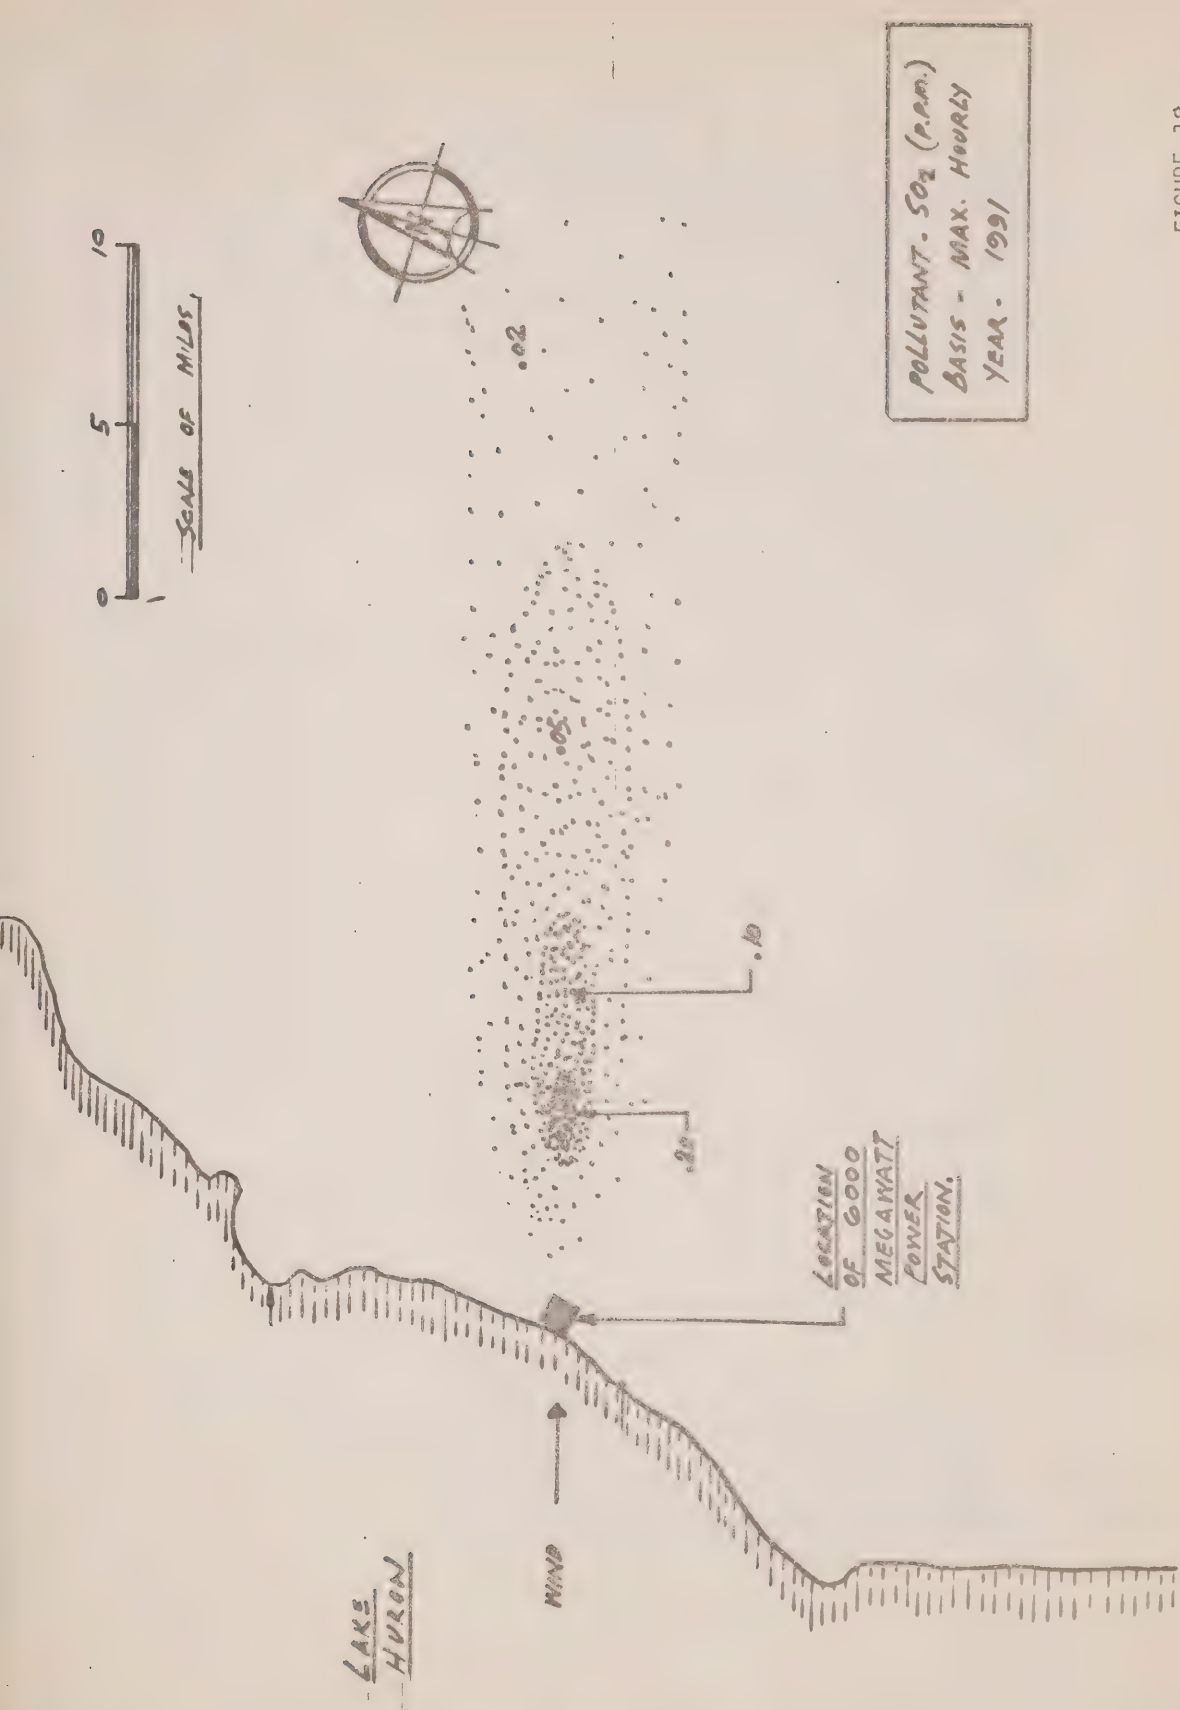 0 5 10
SCALE OF MILES
N
POLLUTANT - SO2 (P.P.M.)
BASIS - MAX. HOURLY
YEAR - 1991
.02
.05
.10
.20
LOCATION
OF 6000
MEGAWATT
POWER
STATION.
WIND
LAKE
HURON